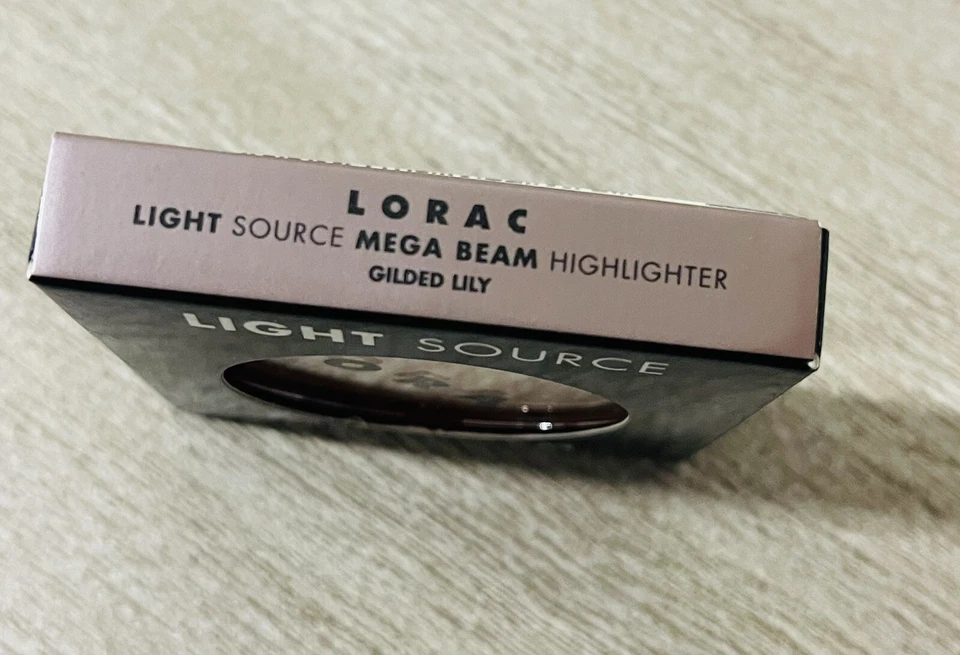 LORAC
LIGHT SOURCE MEGA BEAM HIGHLIGHTER
GILDED LILY
LIGHT SOURCE